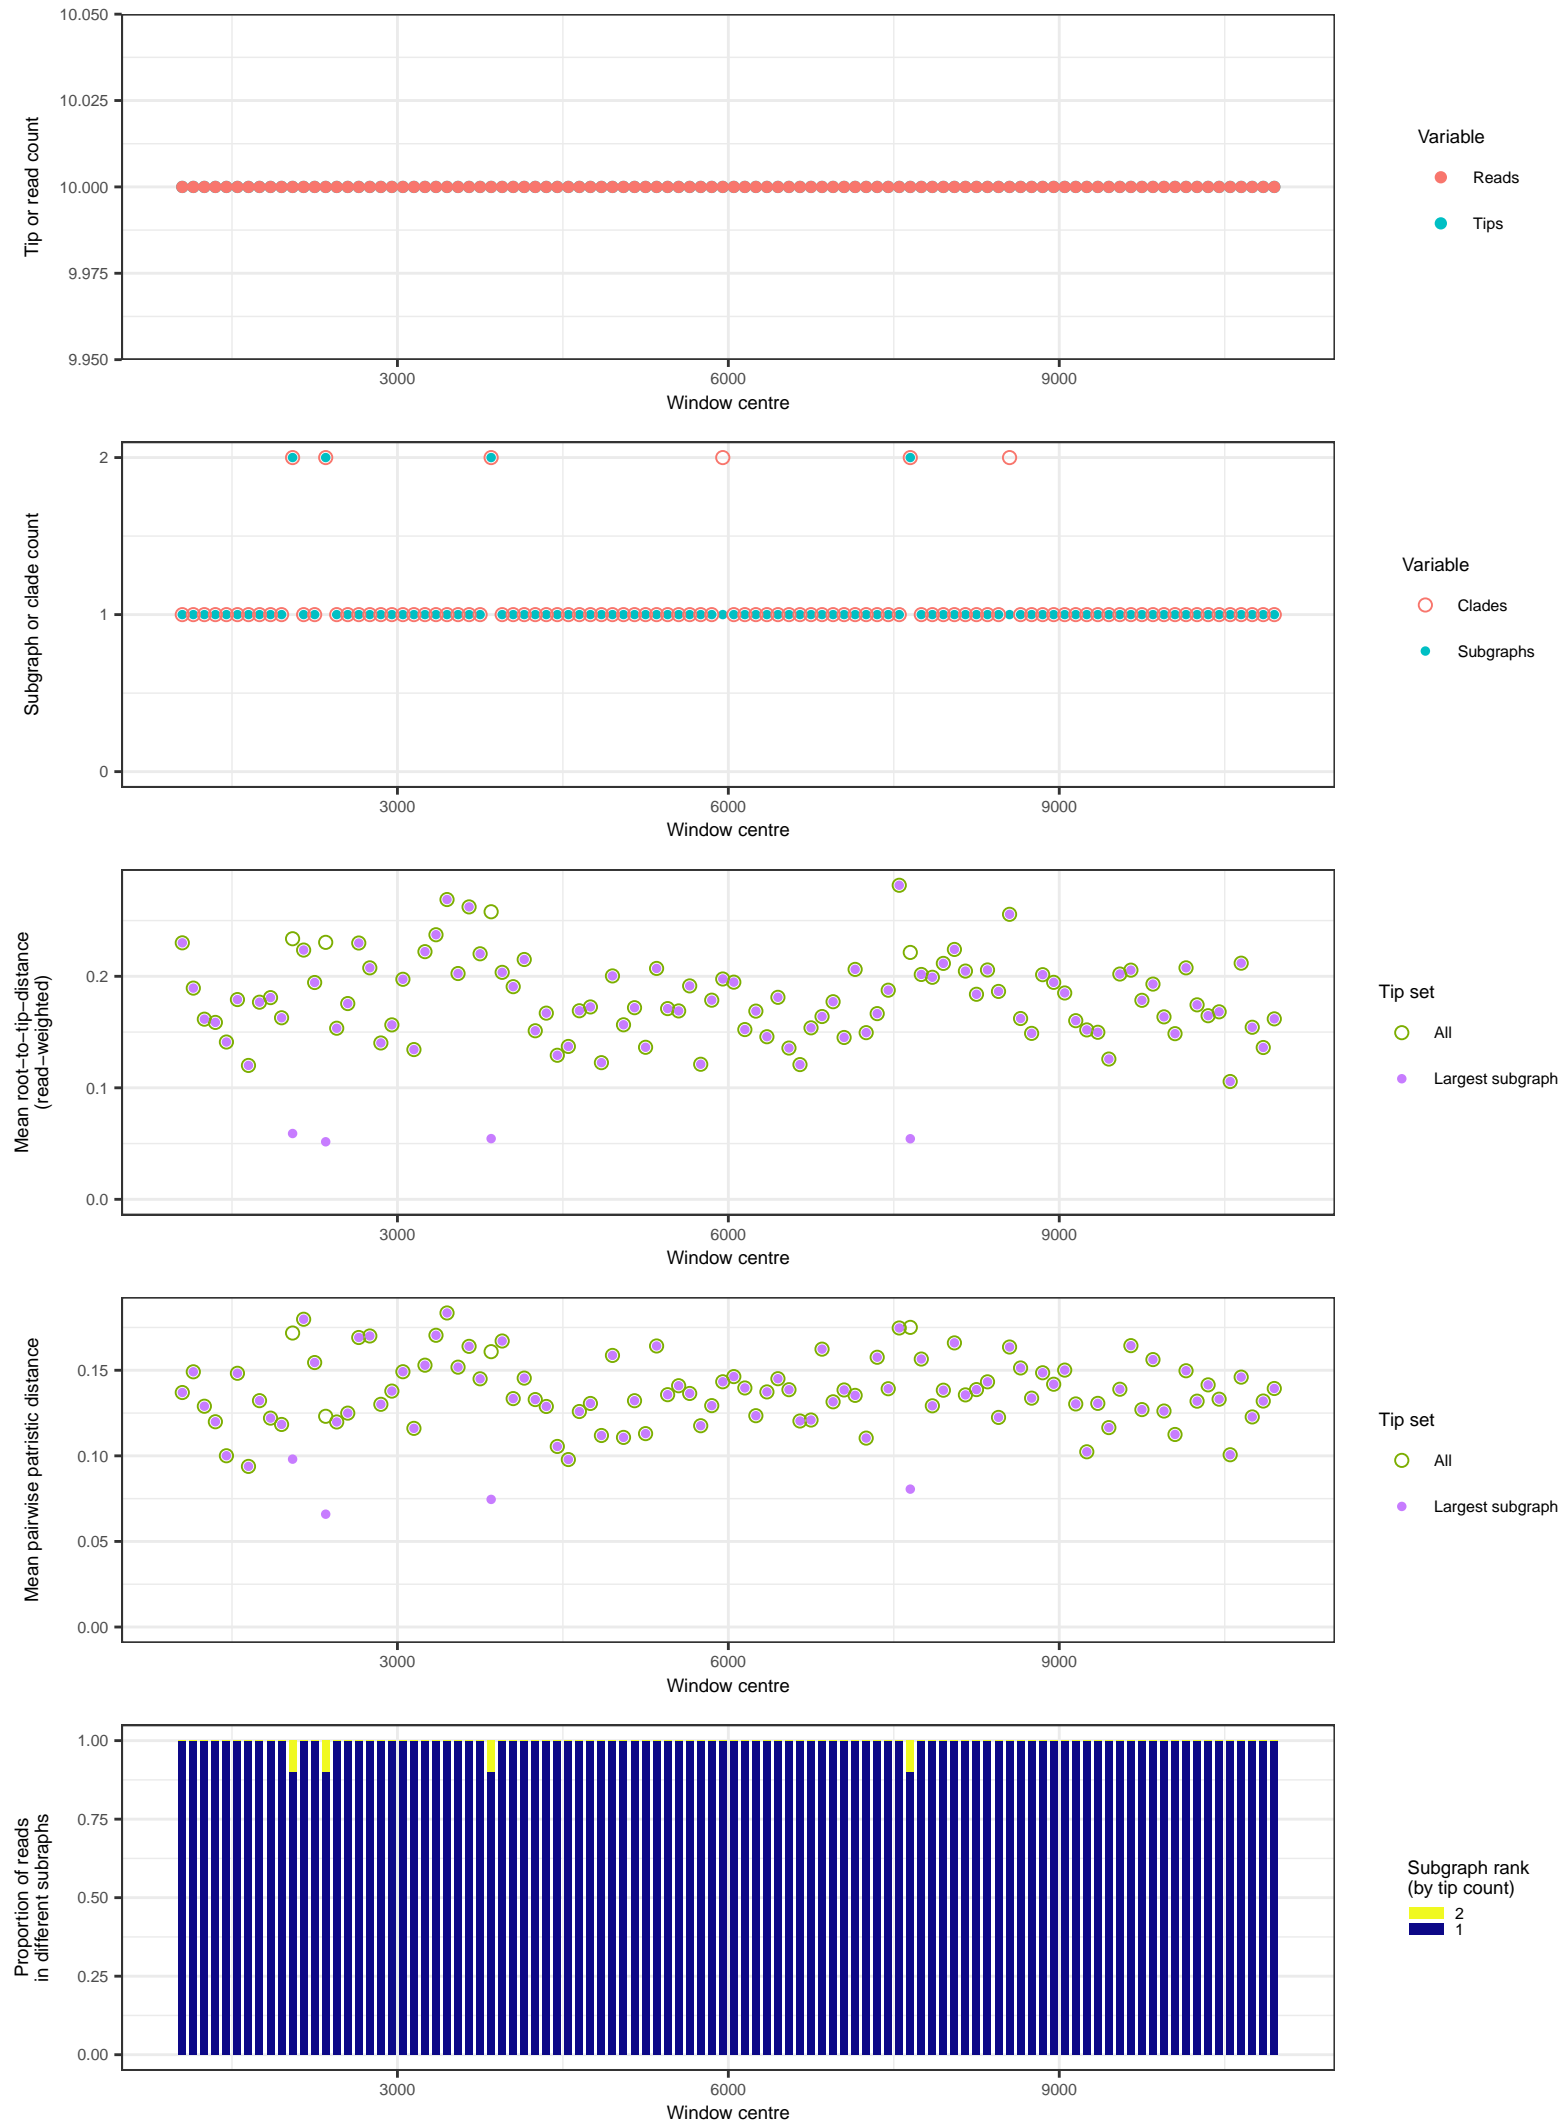 10.050
10.025
10.000
9.975
9.950
Tip or read count
3000
6000
9000
Window centre
Variable
Reads
Tips
2
1
0
Subgraph or clade count
3000
6000
9000
Window centre
Variable
Clades
Subgraphs
0.2
0.1
0.0
Mean root−to−tip−distance
(read−weighted)
3000
6000
9000
Window centre
Tip set
All
Largest subgraph
0.15
0.10
0.05
0.00
Mean pairwise patristic distance
3000
6000
9000
Window centre
Tip set
All
Largest subgraph
1.00
0.75
0.50
0.25
0.00
Proportion of reads
in different subraphs
3000
6000
9000
Window centre
Subgraph rank
(by tip count)
2
1